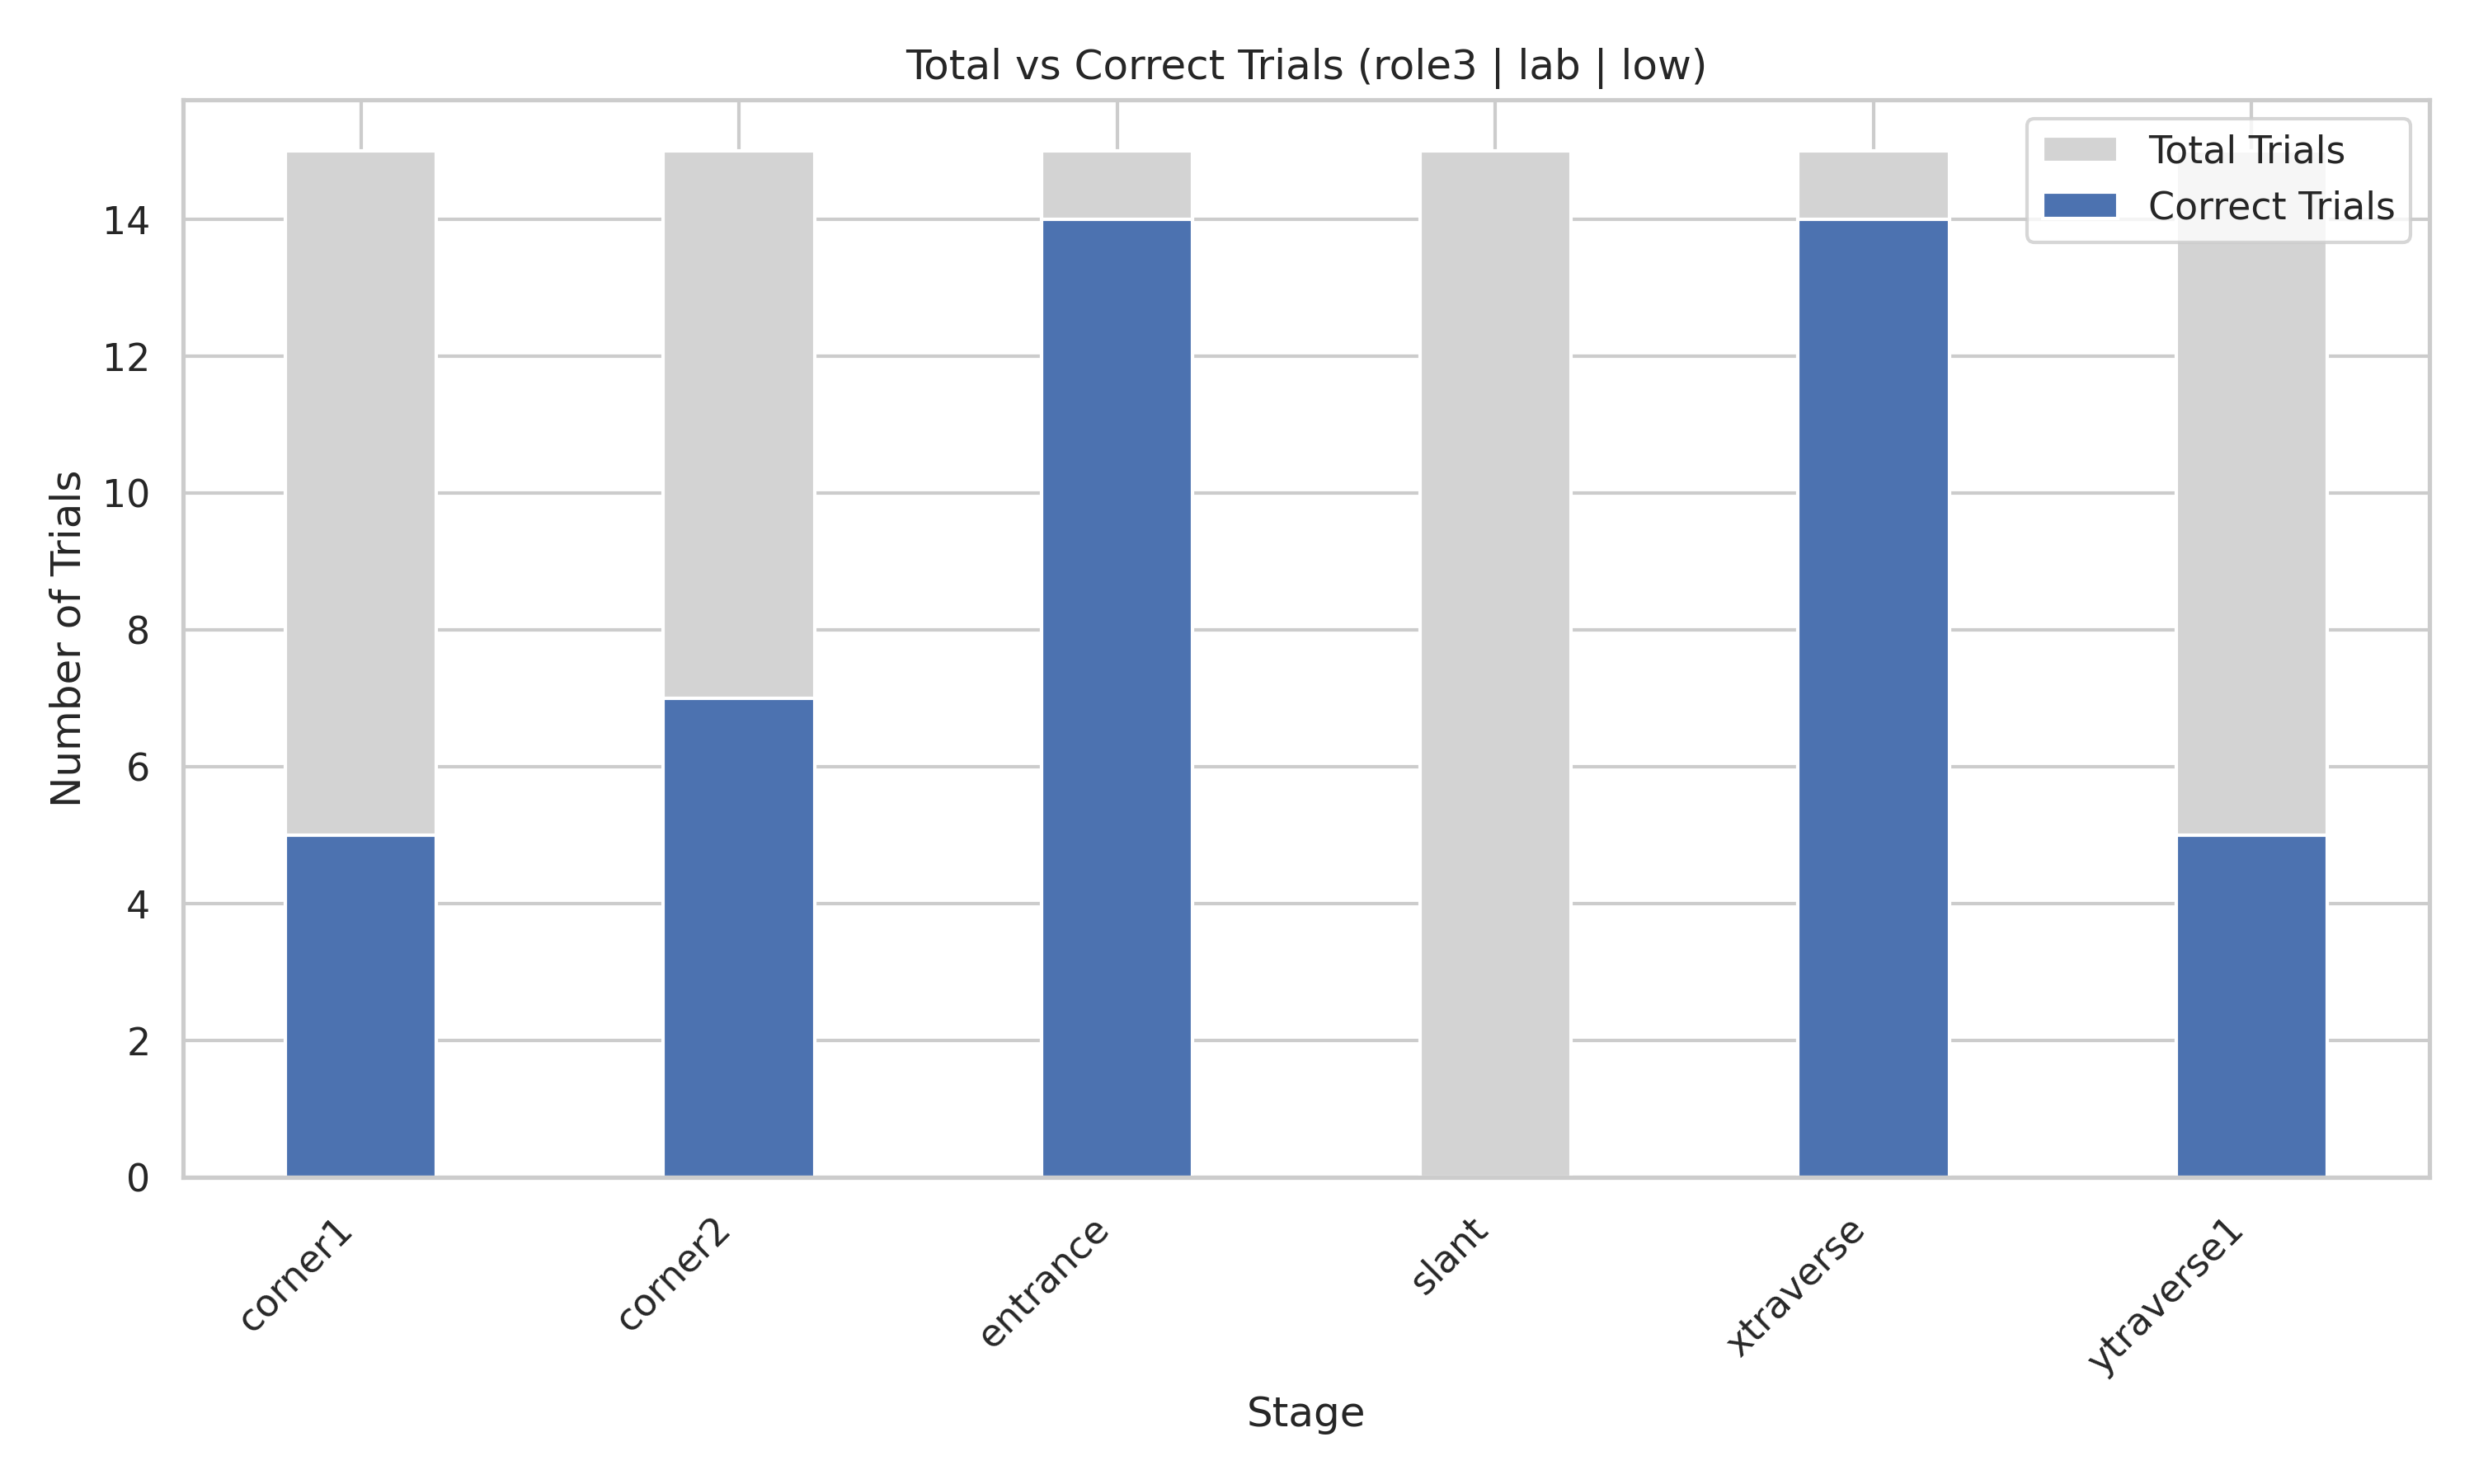 Total vs Correct Trials (role3 | lab | low)
Total Trials
Correct Trials
Number of Trials
14
12
10
8
6
4
2
0
corner1
corner2
entrance
slant
xtraverse
ytraverse1
Stage